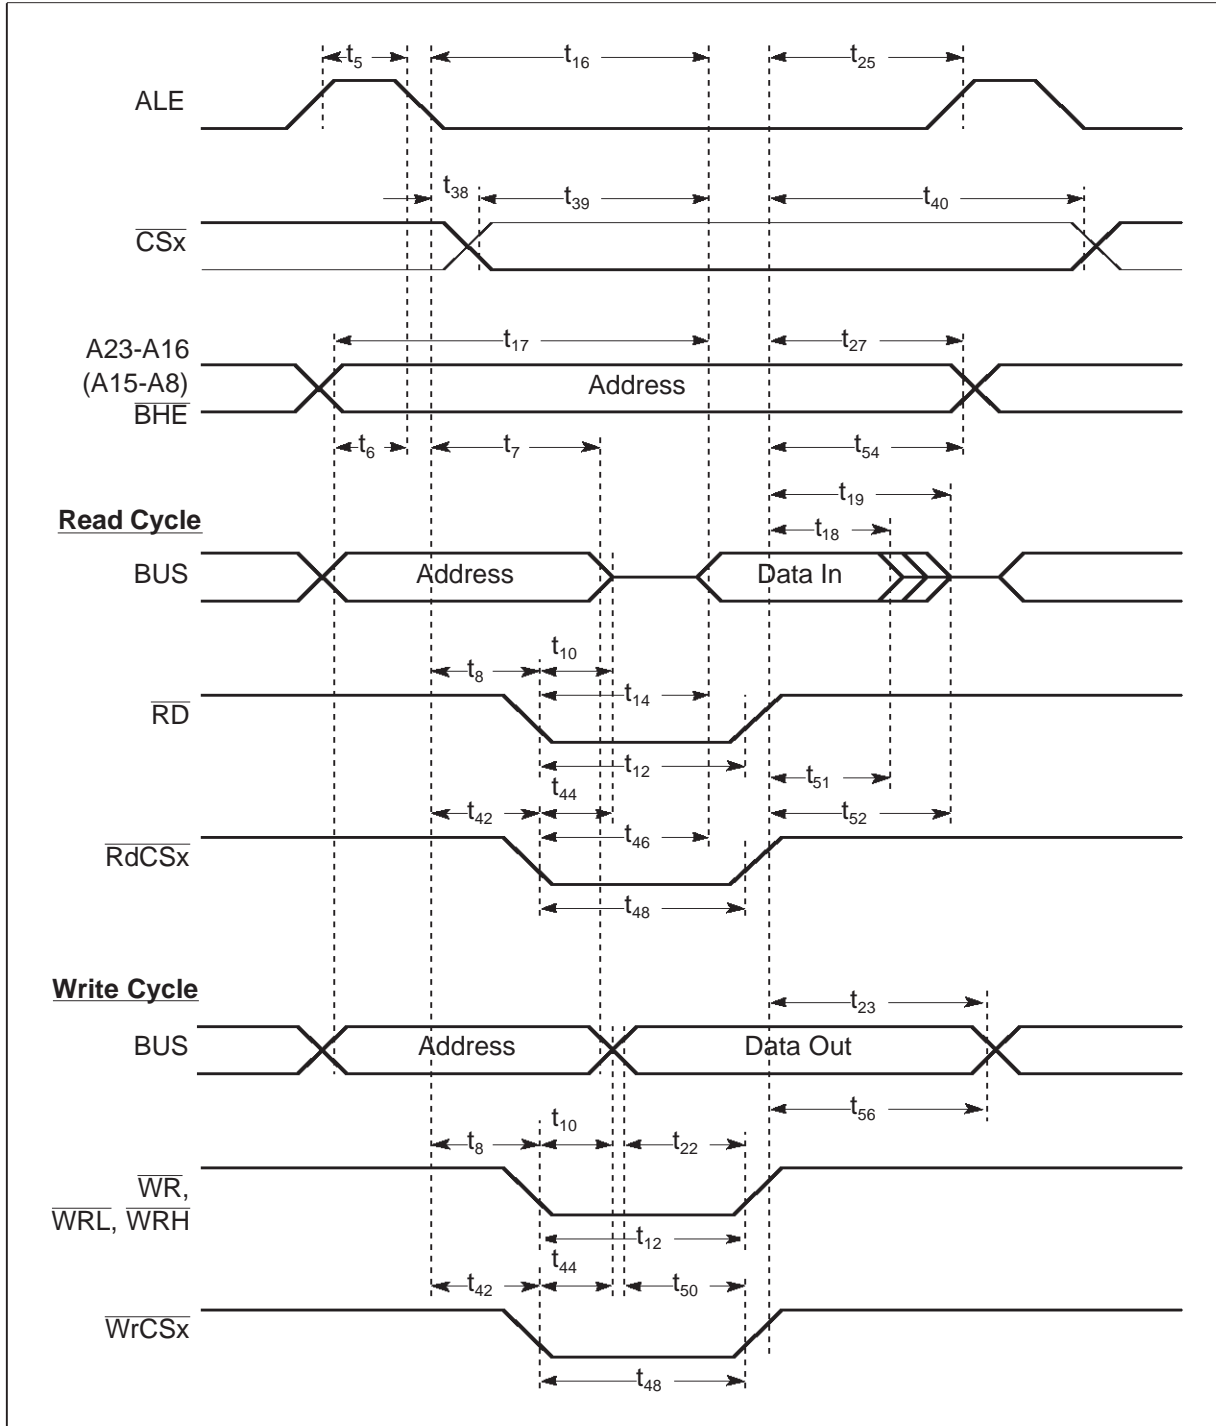 t5 t16 t25
ALE
t38 t39 t40
CSx
t17 t27
A23-A16
(A15-A8)
BHE
Address
t6 t7 t54
t19
Read Cycle
t18
BUS Address Data In
t10
t8
t14
RD
t12
t51
t44
t42
t52
t46
RdCSx
t48
Write Cycle
t23
BUS Address Data Out
t56
t10
t8 t22
WR,
WRL, WRH
t12
t44
t42 t50
WrCSx
t48